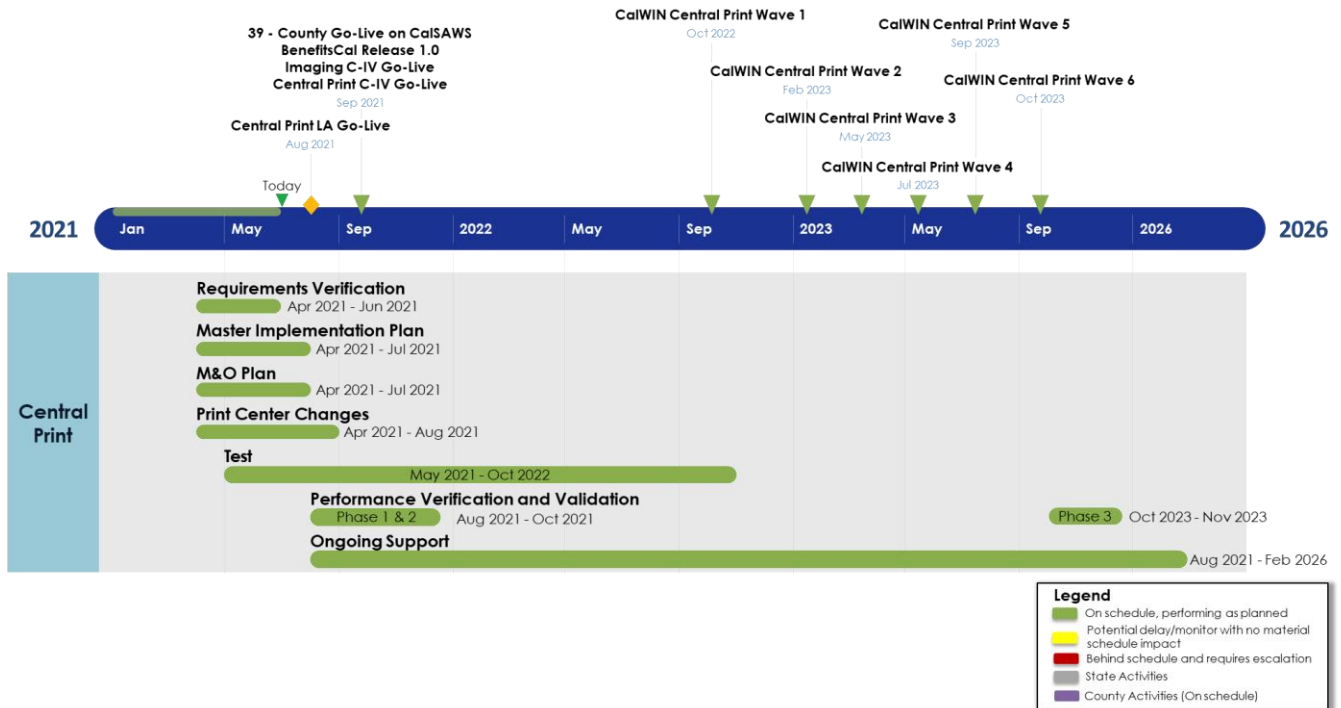 CalWIN Central Print Wave 1
Oct 2022
CalWIN Central Print Wave 5
Sep 2023
39 - County Go-Live on CalSAWS
BenefitsCal Release 1.0
Imaging C-IV Go-Live
Central Print C-IV Go-Live
Sep 2021
CalWIN Central Print Wave 2
Feb 2023
CalWIN Central Print Wave 6
Oct 2023
Central Print LA Go-Live
Aug 2021
CalWIN Central Print Wave 3
May 2023
CalWIN Central Print Wave 4
Jul 2023
Today
2021
Jan
May
Sep
2022
May
Sep
2023
May
Sep
2026
2026
Central
Print
Requirements Verification
Apr 2021 - Jun 2021
Master Implementation Plan
Apr 2021 - Jul 2021
M&O Plan
Apr 2021 - Jul 2021
Print Center Changes
Apr 2021 - Aug 2021
Test
May 2021 - Oct 2022
Performance Verification and Validation
Phase 1 & 2
Aug 2021 - Oct 2021
Phase 3
Oct 2023 - Nov 2023
Ongoing Support
Aug 2021 - Feb 2026
Legend
On schedule, performing as planned
Potential delay/monitor with no material
schedule impact
Behind schedule and requires escalation
State Activities
County Activities (On schedule)